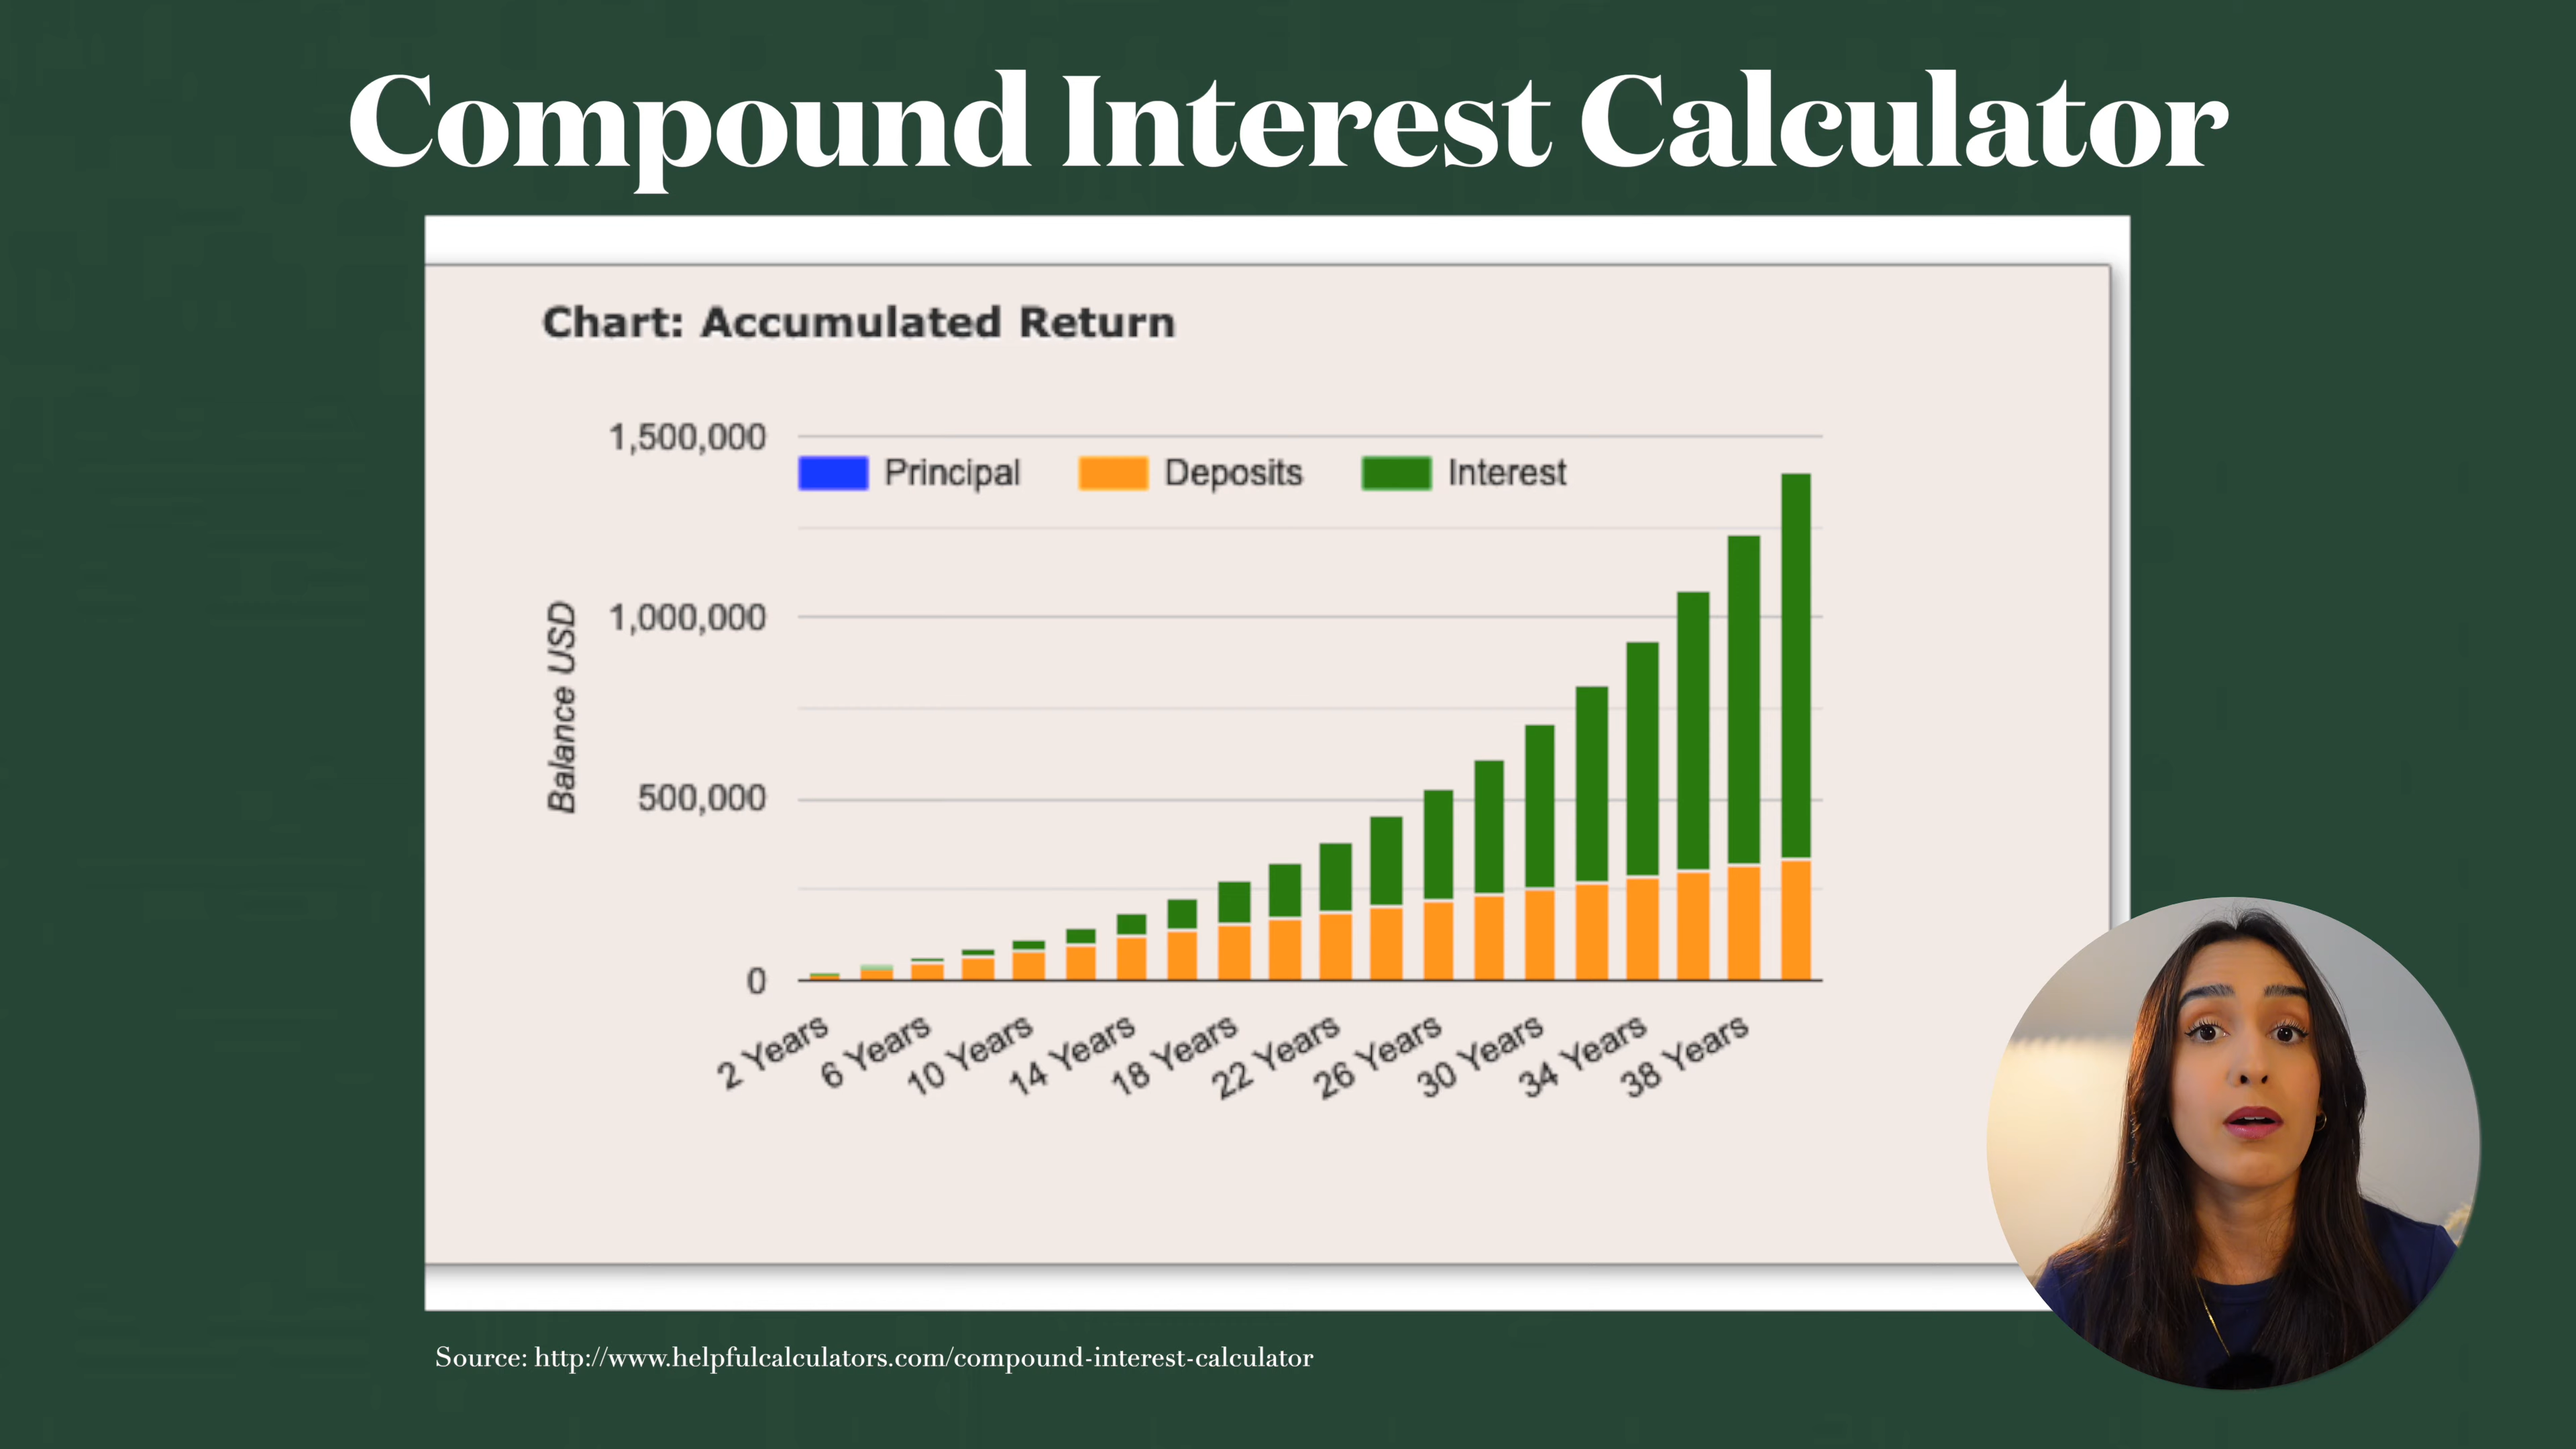 Compound Interest Calculator
Chart: Accumulated Return
1,500,000
Principal Deposits Interest
1,000,000
Balance USD
500,000
0
2 Years 6 Years 10 Years 14 Years 18 Years 22 Years 26 Years 30 Years 34 Years 38 Years
Source: http://www.helpfulcalculators.com/compound-interest-calculator